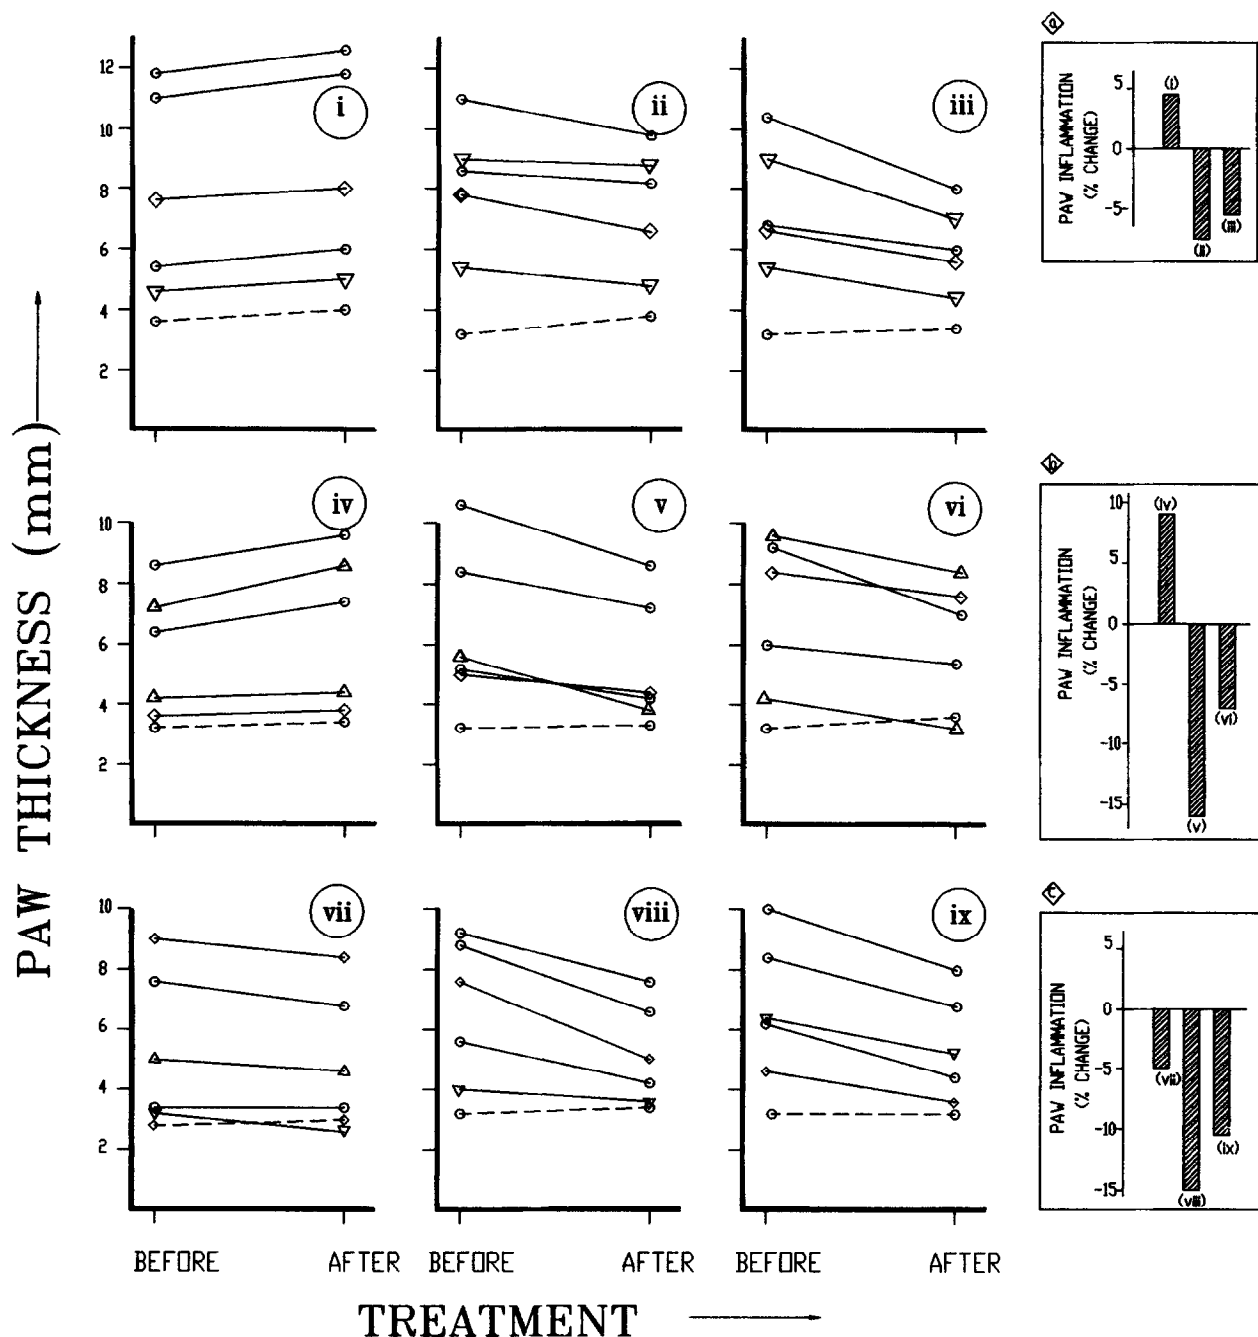 PAW THICKNESS (mm)
12
10
8
6
4
2
i
ii
iii
a
PAW INFLAMMATION
(% CHANGE)
5
0
-5
(i)
(ii)
(iii)
10
8
6
4
2
iv
v
vi
b
PAW INFLAMMATION
(% CHANGE)
10
5
0
-5
-10
-15
(iv)
(v)
(vi)
10
8
6
4
2
vii
viii
ix
c
PAW INFLAMMATION
(% CHANGE)
5
0
-5
-10
-15
(vii)
(viii)
(ix)
BEFORE AFTER BEFORE AFTER BEFORE AFTER
TREATMENT